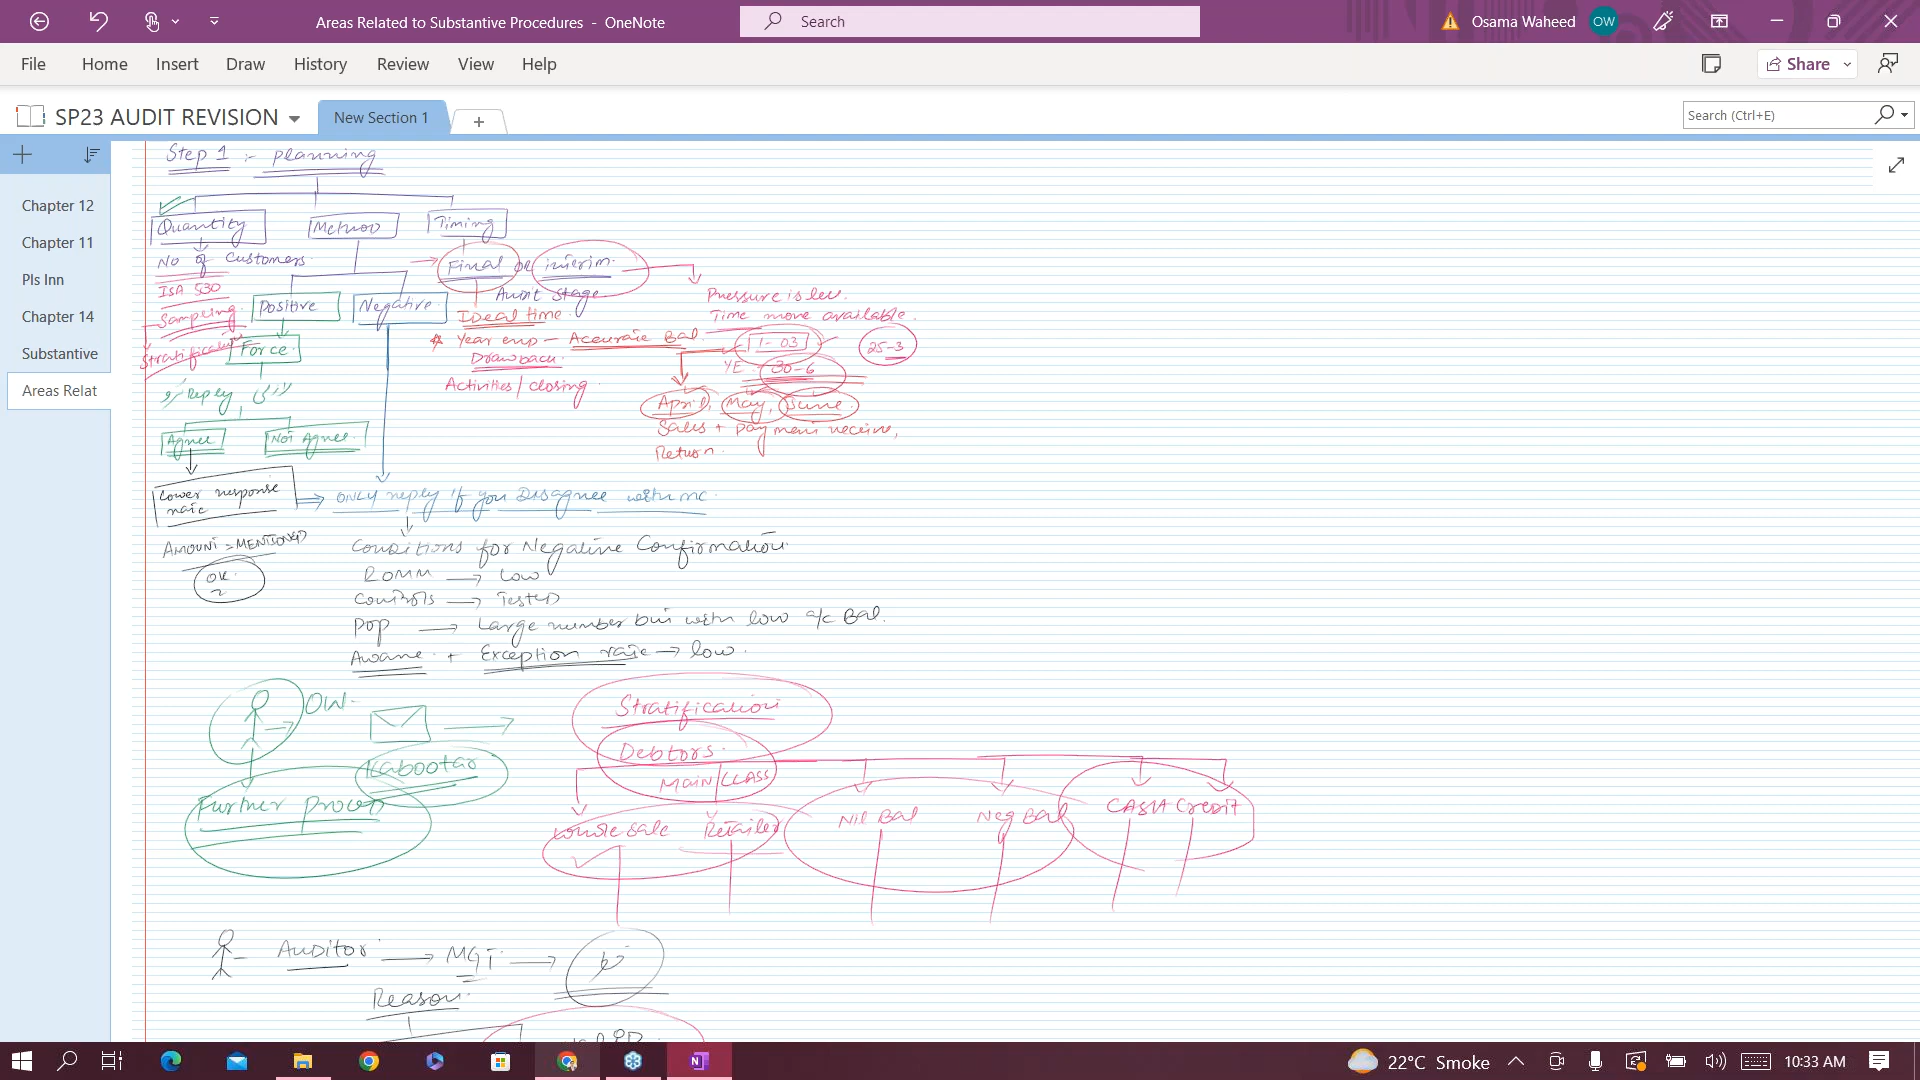 Areas Related to Substantive Procedures - OneNote
Search
Osama Waheed
OW
File Home Insert Draw History Review View Help
Share
SP23 AUDIT REVISION
New Section 1
Search (Ctrl+E)
Chapter 12
Chapter 11
Pls Inn
Chapter 14
Substantive
Areas Relat
Step 1 :- planning
Quantity Method Timing
No of Customers
ISA 530
Sampling
Stratification
Positive Negative
Force
Reply
Agree Not Agree
Final or interim
Audit Stage
Ideal time
Year end - Accurate Bal
Drawback
Activities / closing
Pressure is less.
Time more available.
1-03
25-3
YE 30-6
April, May, June
Sales + payment receive,
Return
Lower response rate
Only reply if you Disagree with me.
AMOUNT = MENTIONED
OK
Conditions for Negative Confirmation
ROMM → Low
Controls → Tested
Pop → Large number but with low a/c Bal.
Aware + Exception rate → low.
OW
Kabootar
Further Proced
Stratification
Debtors
Main/CLASS
Whole sale Retailer Nil Bal Neg Bal CASH Credit
Auditor → MGT →
Reason
22°C Smoke
10:33 AM